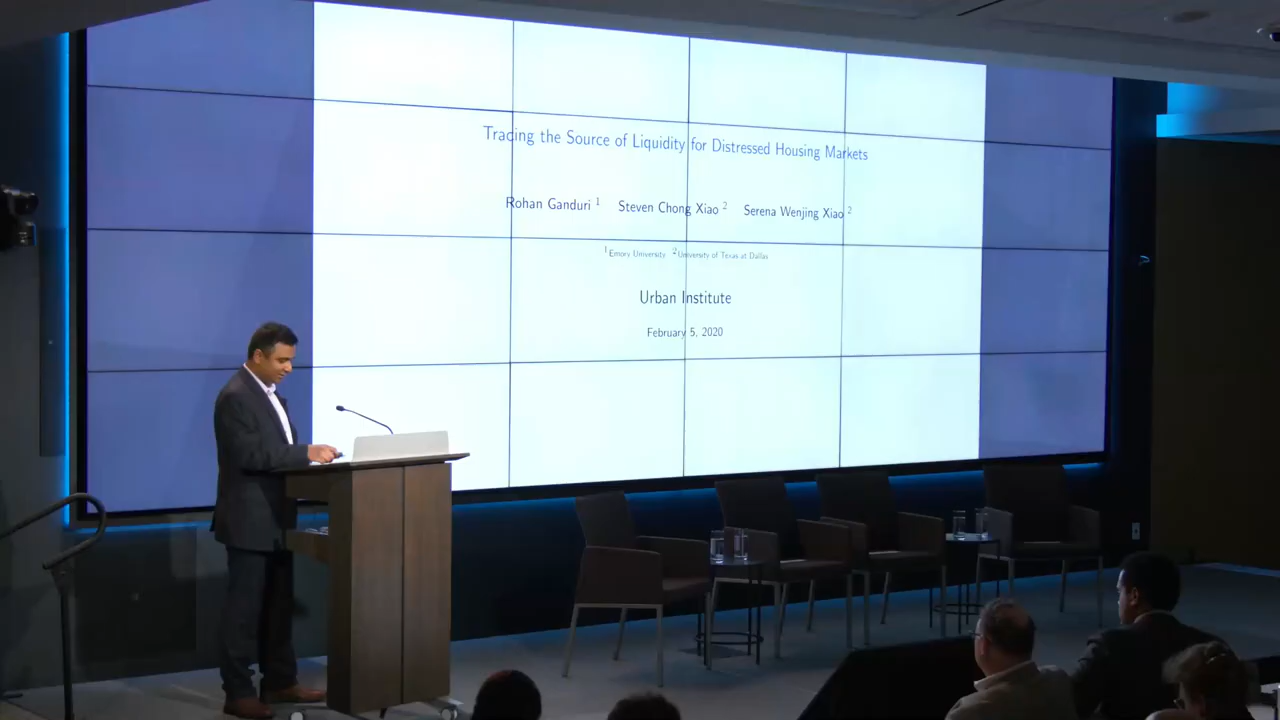 Tracing the Source of Liquidity for Distressed Housing Markets
Rohan Ganduri 1 Steven Chong Xiao 2 Serena Wenjing Xiao 2
1 Emory University 2 University of Texas at Dallas
Urban Institute
February 5, 2020